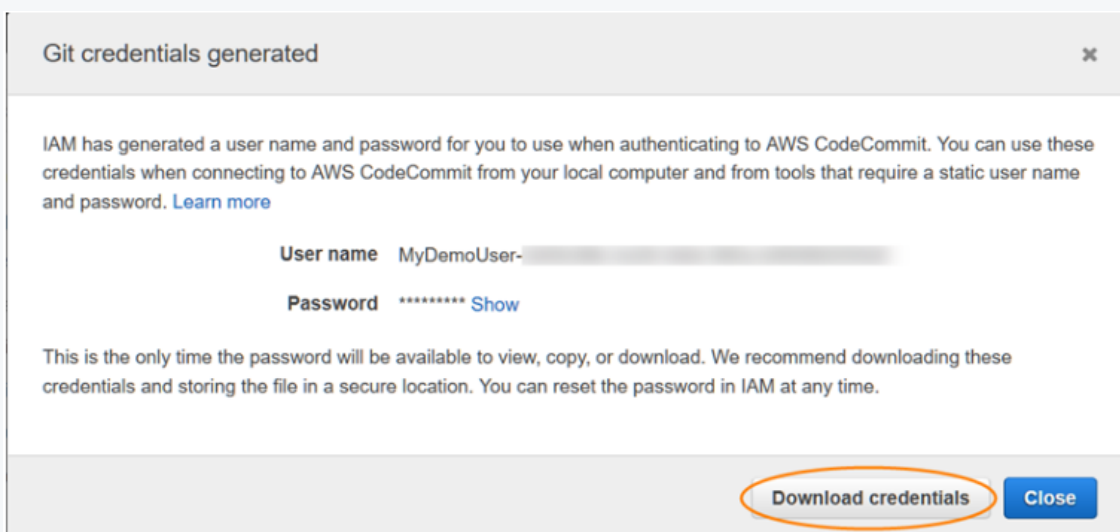 Git credentials generated
IAM has generated a user name and password for you to use when authenticating to AWS CodeCommit. You can use these
credentials when connecting to AWS CodeCommit from your local computer and from tools that require a static user name
and password. Learn more
User name MyDemoUser-
Password ********* Show
This is the only time the password will be available to view, copy, or download. We recommend downloading these
credentials and storing the file in a secure location. You can reset the password in IAM at any time.
Download credentials Close